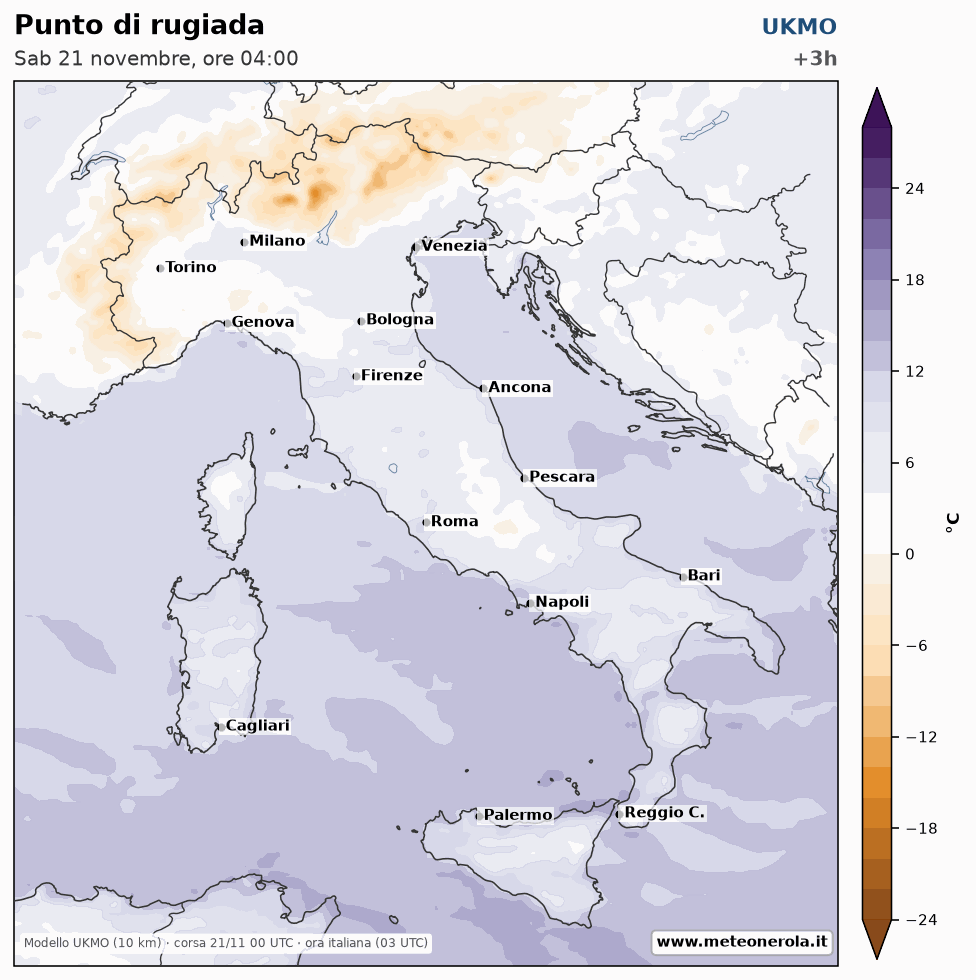 Punto di rugiada
UKMO
Sab 21 novembre, ore 04:00
+3h
Milano
Venezia
Torino
Genova
Bologna
Firenze
Ancona
Pescara
Roma
Bari
Napoli
Cagliari
Palermo
Reggio C.
24
18
12
6
0
−6
−12
−18
−24
°C
Modello UKMO (10 km) · corsa 21/11 00 UTC · ora italiana (03 UTC)
www.meteonerola.it